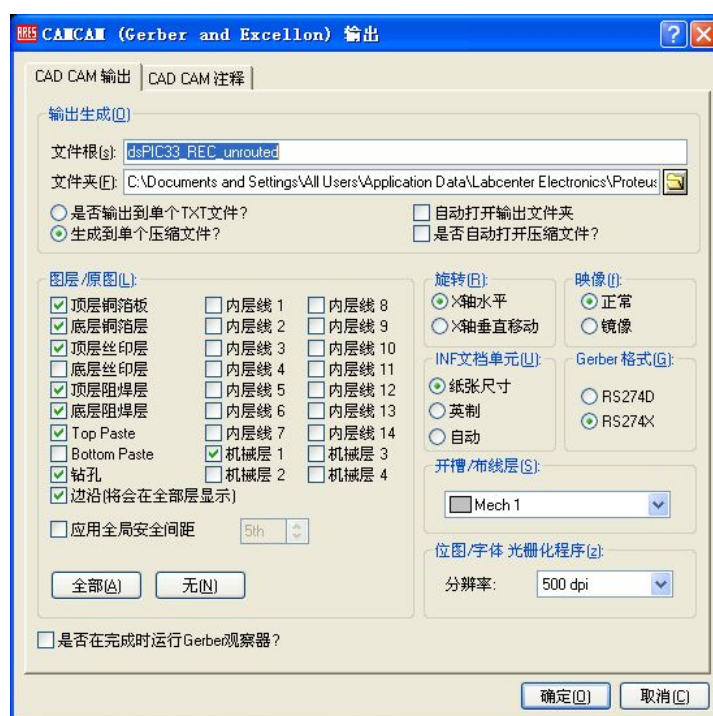 CAMCAM (Gerber and Excellon) 输出
CAD CAM 输出
CAD CAM 注释
输出生成(O)
文件根(s):
dsPIC33_REC_unrouted
文件夹(F):
C:\Documents and Settings\All Users\Application Data\Labcenter Electronics\Proteus
是否输出到单个TXT文件?
自动打开输出文件夹
生成到单个压缩文件?
是否自动打开压缩文件?
图层/原图(L):
顶层铜箔板
内层线 1
内层线 8
底层铜箔层
内层线 2
内层线 9
顶层丝印层
内层线 3
内层线 10
底层丝印层
内层线 4
内层线 11
顶层阻焊层
内层线 5
内层线 12
底层阻焊层
内层线 6
内层线 13
Top Paste
内层线 7
内层线 14
Bottom Paste
机械层 1
机械层 3
钻孔
机械层 2
机械层 4
边沿(将会在全部层显示)
应用全局安全间距
5th
全部(A)
无(N)
旋转(R):
X轴水平
X轴垂直移动
映像(I):
正常
镜像
INF文档单元(U):
纸张尺寸
英制
自动
Gerber 格式(G):
RS274D
RS274X
开槽/布线层(S):
Mech 1
位图/字体 光栅化程序(z):
分辨率:
500 dpi
是否在完成时运行Gerber观察器?
确定(O)
取消(C)